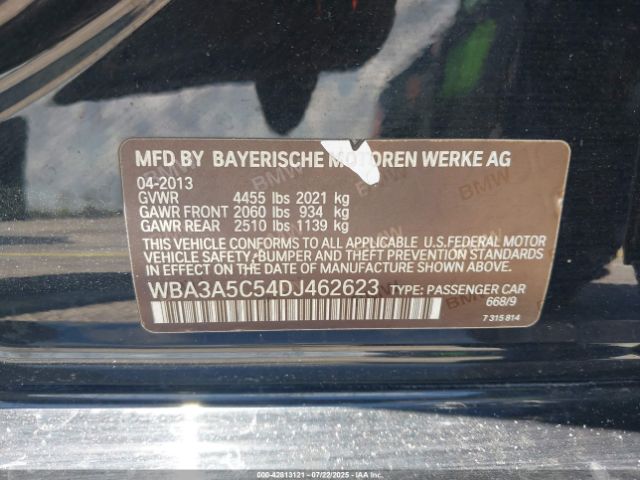 MFD BY BAYERISCHE MOTOREN WERKE AG
04-2013
GVWR 4455 lbs 2021 kg
GAWR FRONT 2060 lbs 934 kg
GAWR REAR 2510 lbs 1139 kg
THIS VEHICLE CONFORMS TO ALL APPLICABLE U.S.FEDERAL MOTOR
VEHICLE SAFETY,-BUMPER AND THEFT PREVENTION STANDARDS
IN EFFECT ON THE DATE OF MANUFACTURE SHOWN ABOVE.
WBA3A5C54DJ462623 TYPE: PASSENGER CAR
668/9
7 315 814
000-42813121 - 07/22/2025 - IAAI.COM